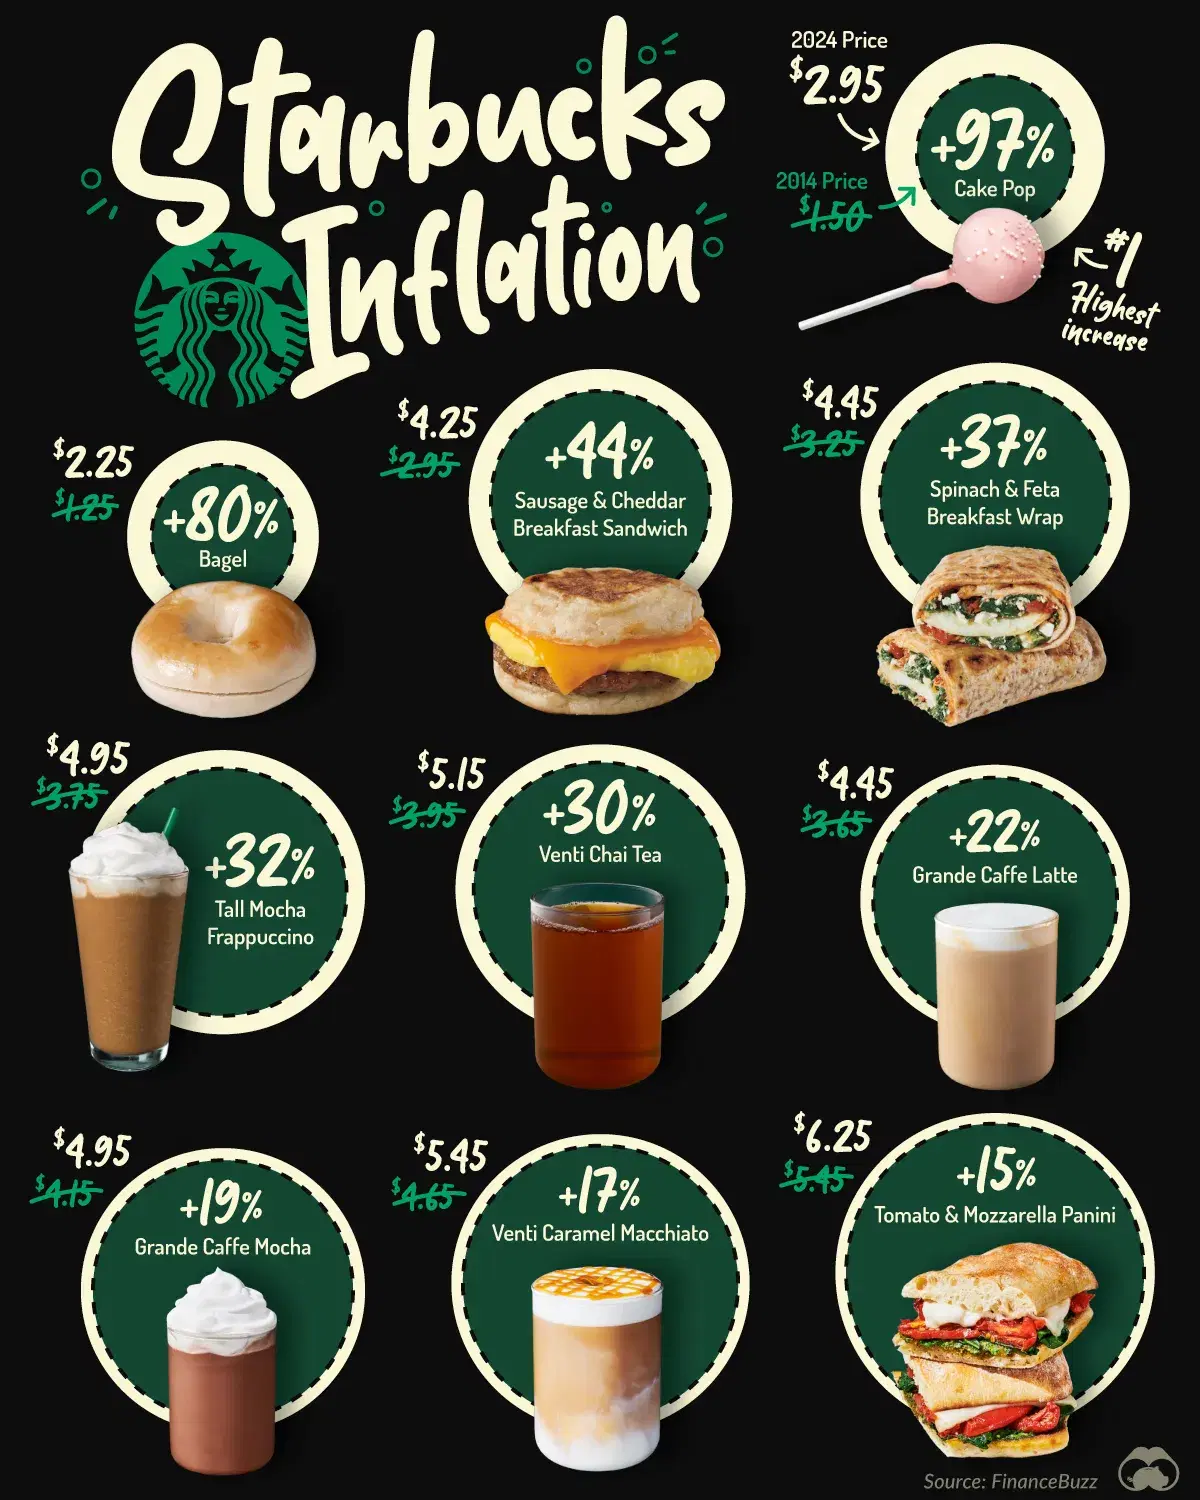 Starbucks
Inflation
2024 Price
$2.95
2014 Price
$1.50
+97%
Cake Pop
#1
Highest
increase
$2.25
$1.25
+80%
Bagel
$4.25
$2.95
+44%
Sausage & Cheddar
Breakfast Sandwich
$4.45
$3.25
+37%
Spinach & Feta
Breakfast Wrap
$4.95
$3.75
+32%
Tall Mocha
Frappuccino
$5.15
$3.95
+30%
Venti Chai Tea
$4.45
$3.65
+22%
Grande Caffe Latte
$4.95
$4.15
+19%
Grande Caffe Mocha
$5.45
$4.65
+17%
Venti Caramel Macchiato
$6.25
$5.45
+15%
Tomato & Mozzarella Panini
Source: FinanceBuzz